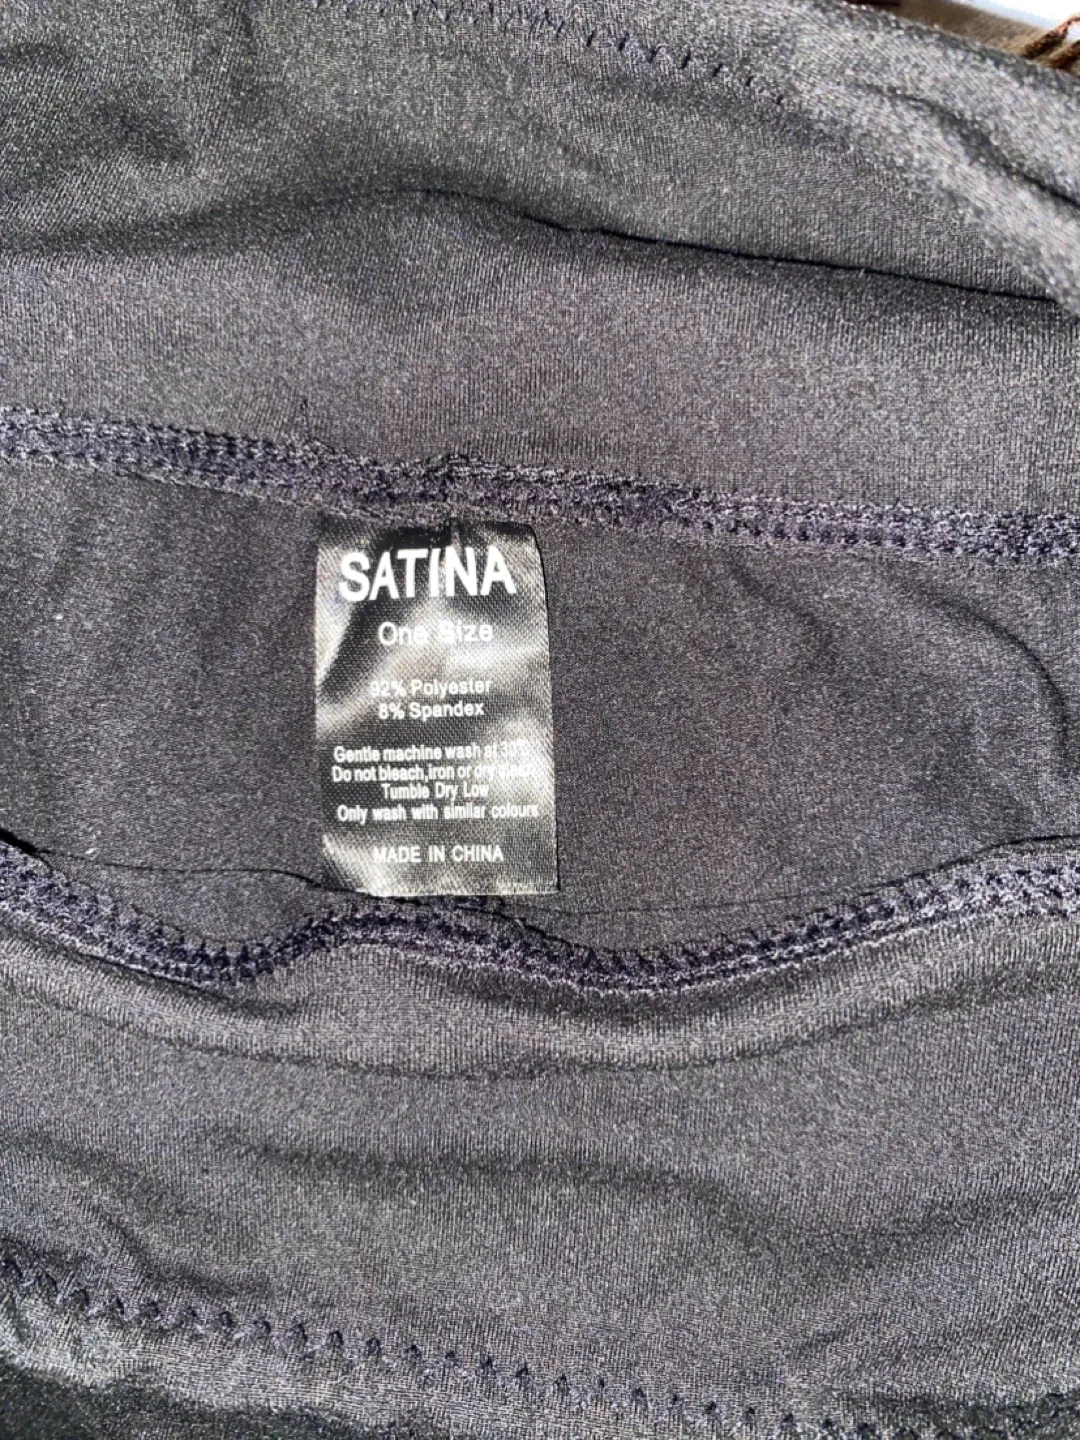 SATINA
One Size
92% Polyester
8% Spandex
Gentle machine wash at 30°C
Do not bleach,iron or dry clean
Tumble Dry Low
Only wash with similar colours
MADE IN CHINA